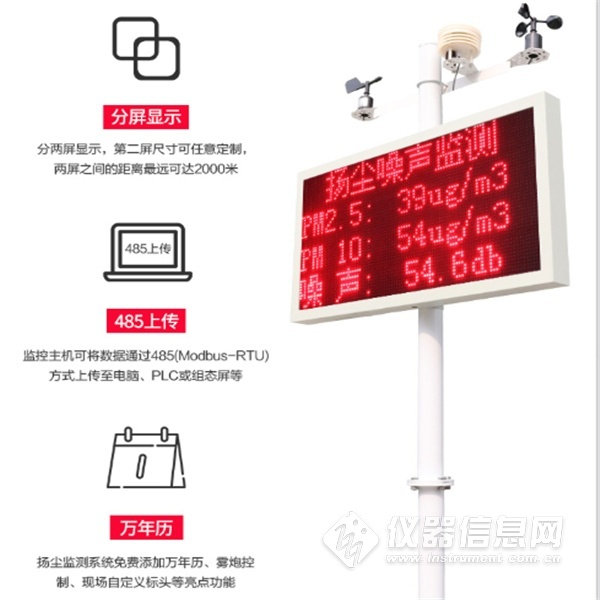 分屏显示
分两屏显示，第二屏尺寸可任意定制，
两屏之间的距离最远可达2000米
485上传
485上传
监控主机可将数据通过485(Modbus-RTU)
方式上传至电脑、PLC或组态屏等
万年历
扬尘监测系统免费添加万年历、雾炮控
制、现场自定义标头等亮点功能
扬尘噪声监测
PM2.5: 39ug/m3
PM 10: 54ug/m3
噪 声: 54.6db
仪器信息网
www.instrument.com.cn